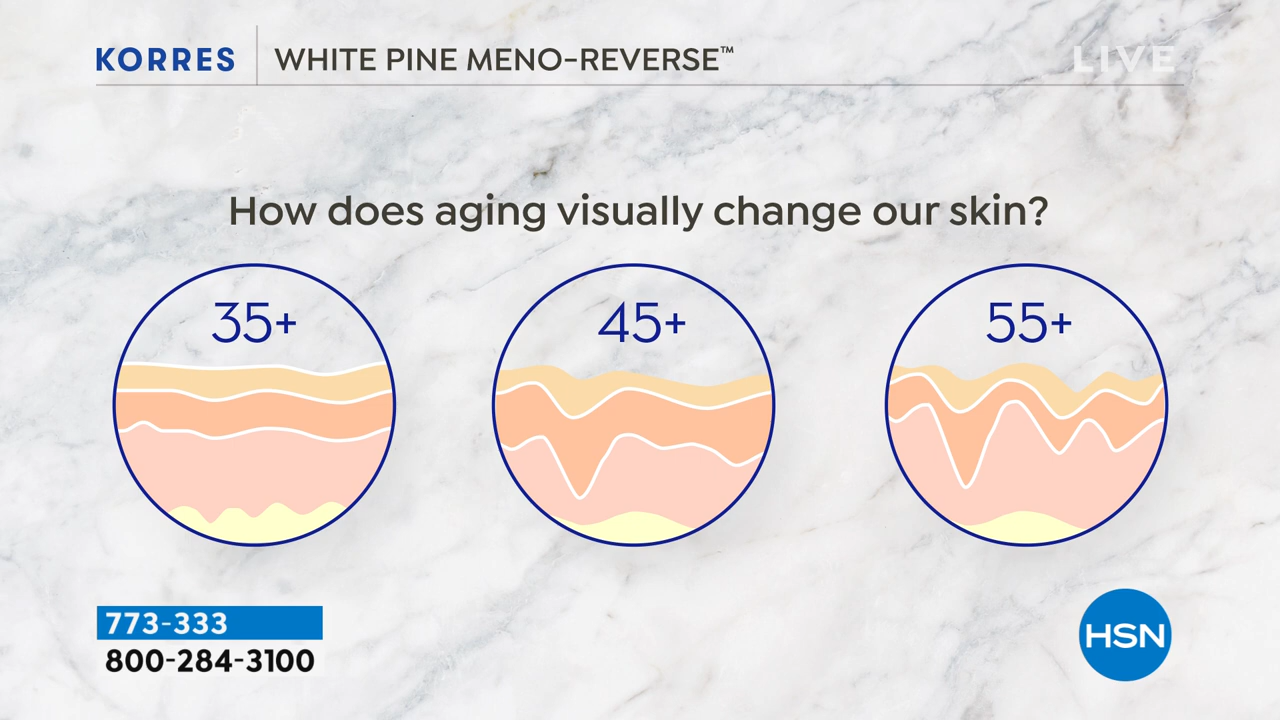 KORRES
WHITE PINE MENO-REVERSE™
LIVE
How does aging visually change our skin?
35+
45+
55+
773-333
800-284-3100
HSN